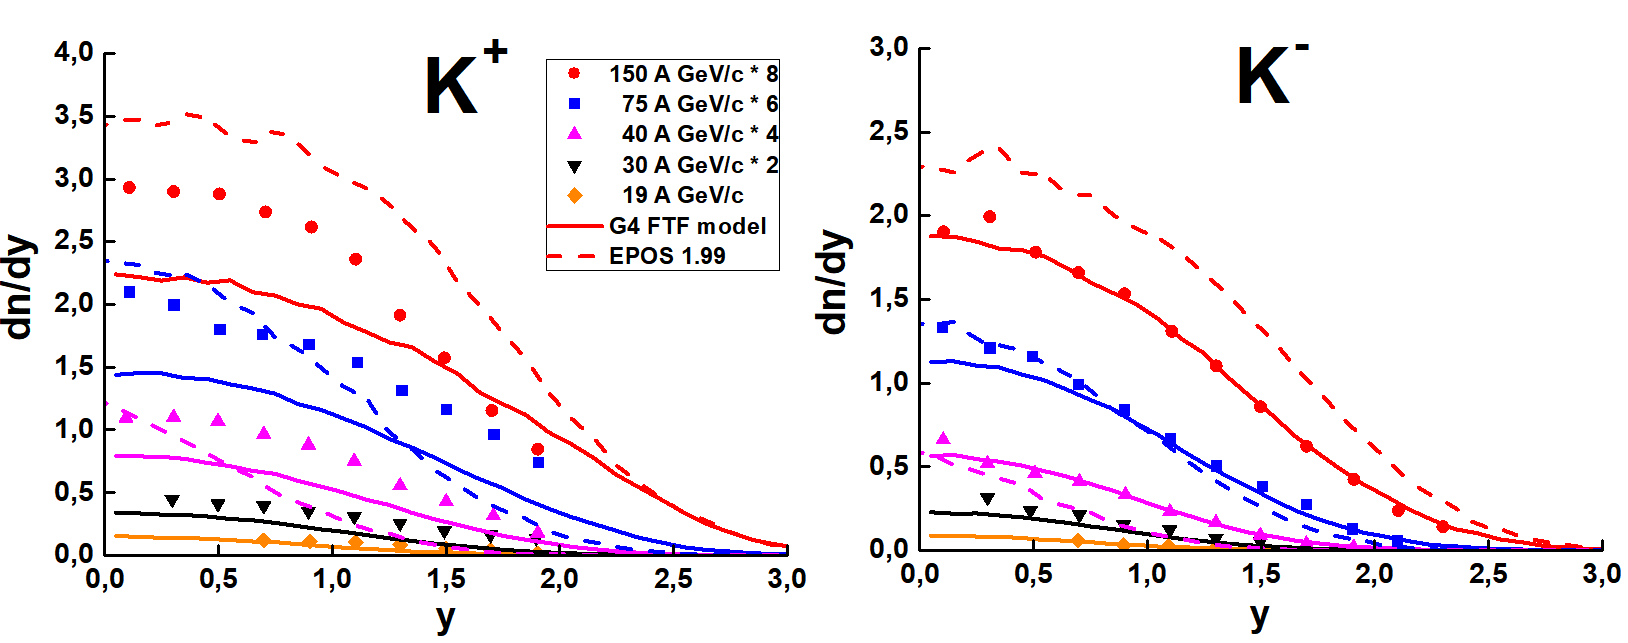 K+
4,0
3,5
3,0
2,5
2,0
1,5
1,0
0,5
0,0
dn/dy
0,0 0,5 1,0 1,5 2,0 2,5 3,0
y
150 A GeV/c * 8
75 A GeV/c * 6
40 A GeV/c * 4
30 A GeV/c * 2
19 A GeV/c
G4 FTF model
EPOS 1.99
K-
3,0
2,5
2,0
1,5
1,0
0,5
0,0
dn/dy
0,0 0,5 1,0 1,5 2,0 2,5 3,0
y